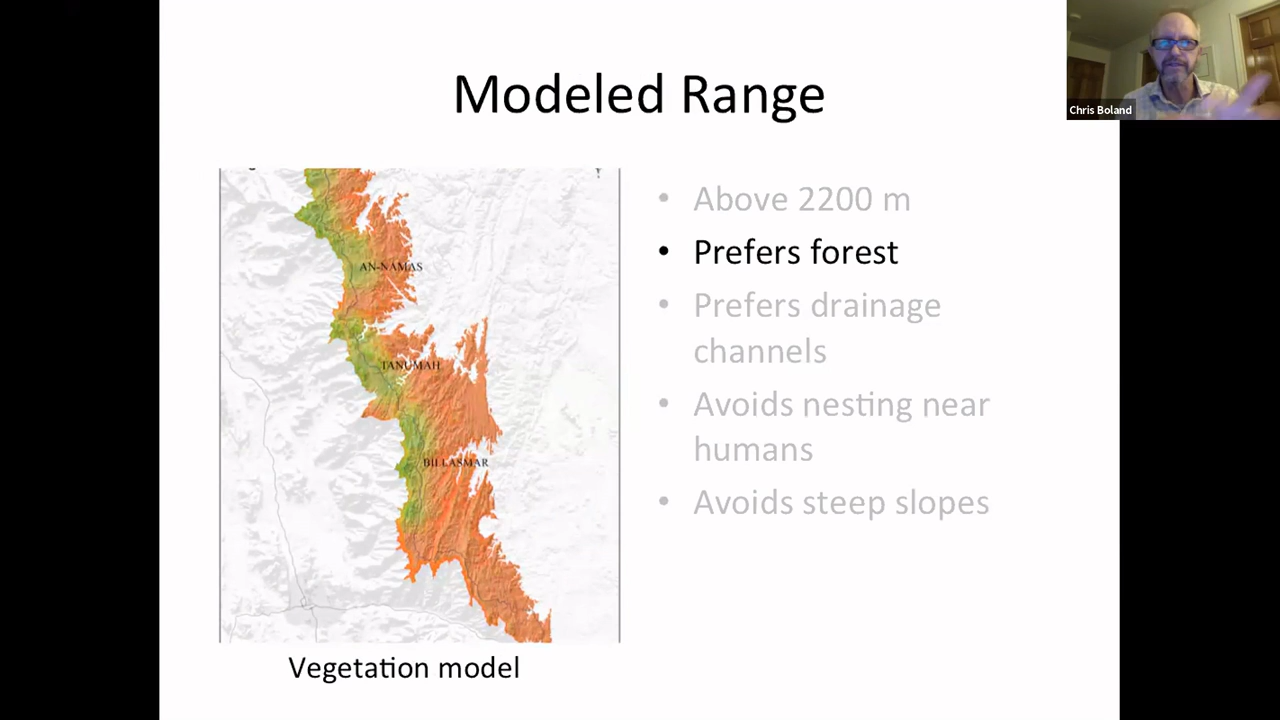 Modeled Range
Chris Boland
AN-NAMAS
TANUMAH
BILLASMAR
Vegetation model
• Above 2200 m
• Prefers forest
• Prefers drainage
channels
• Avoids nesting near
humans
• Avoids steep slopes